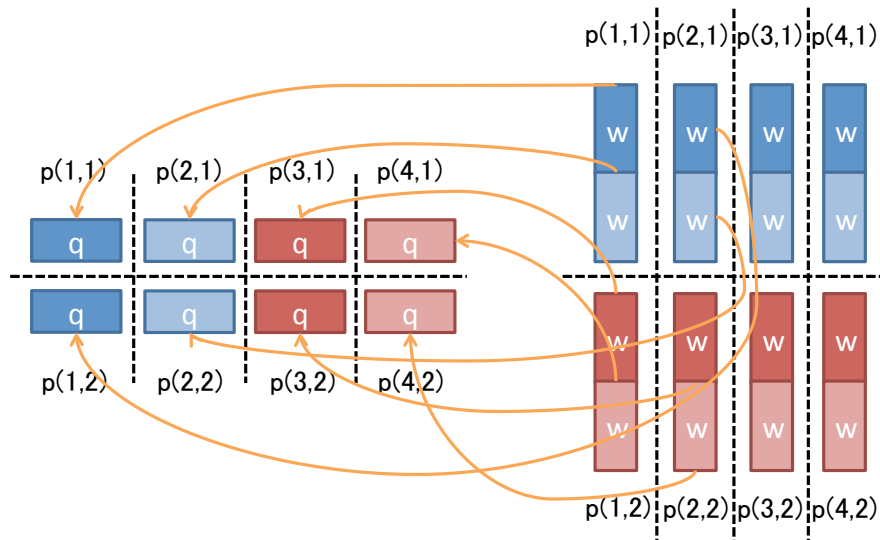 p(1,1) p(2,1) p(3,1) p(4,1)
w w w w
w w w w
p(1,1) p(2,1) p(3,1) p(4,1)
q q q q
q q q q
p(1,2) p(2,2) p(3,2) p(4,2)
w w w w
w w w w
p(1,2) p(2,2) p(3,2) p(4,2)